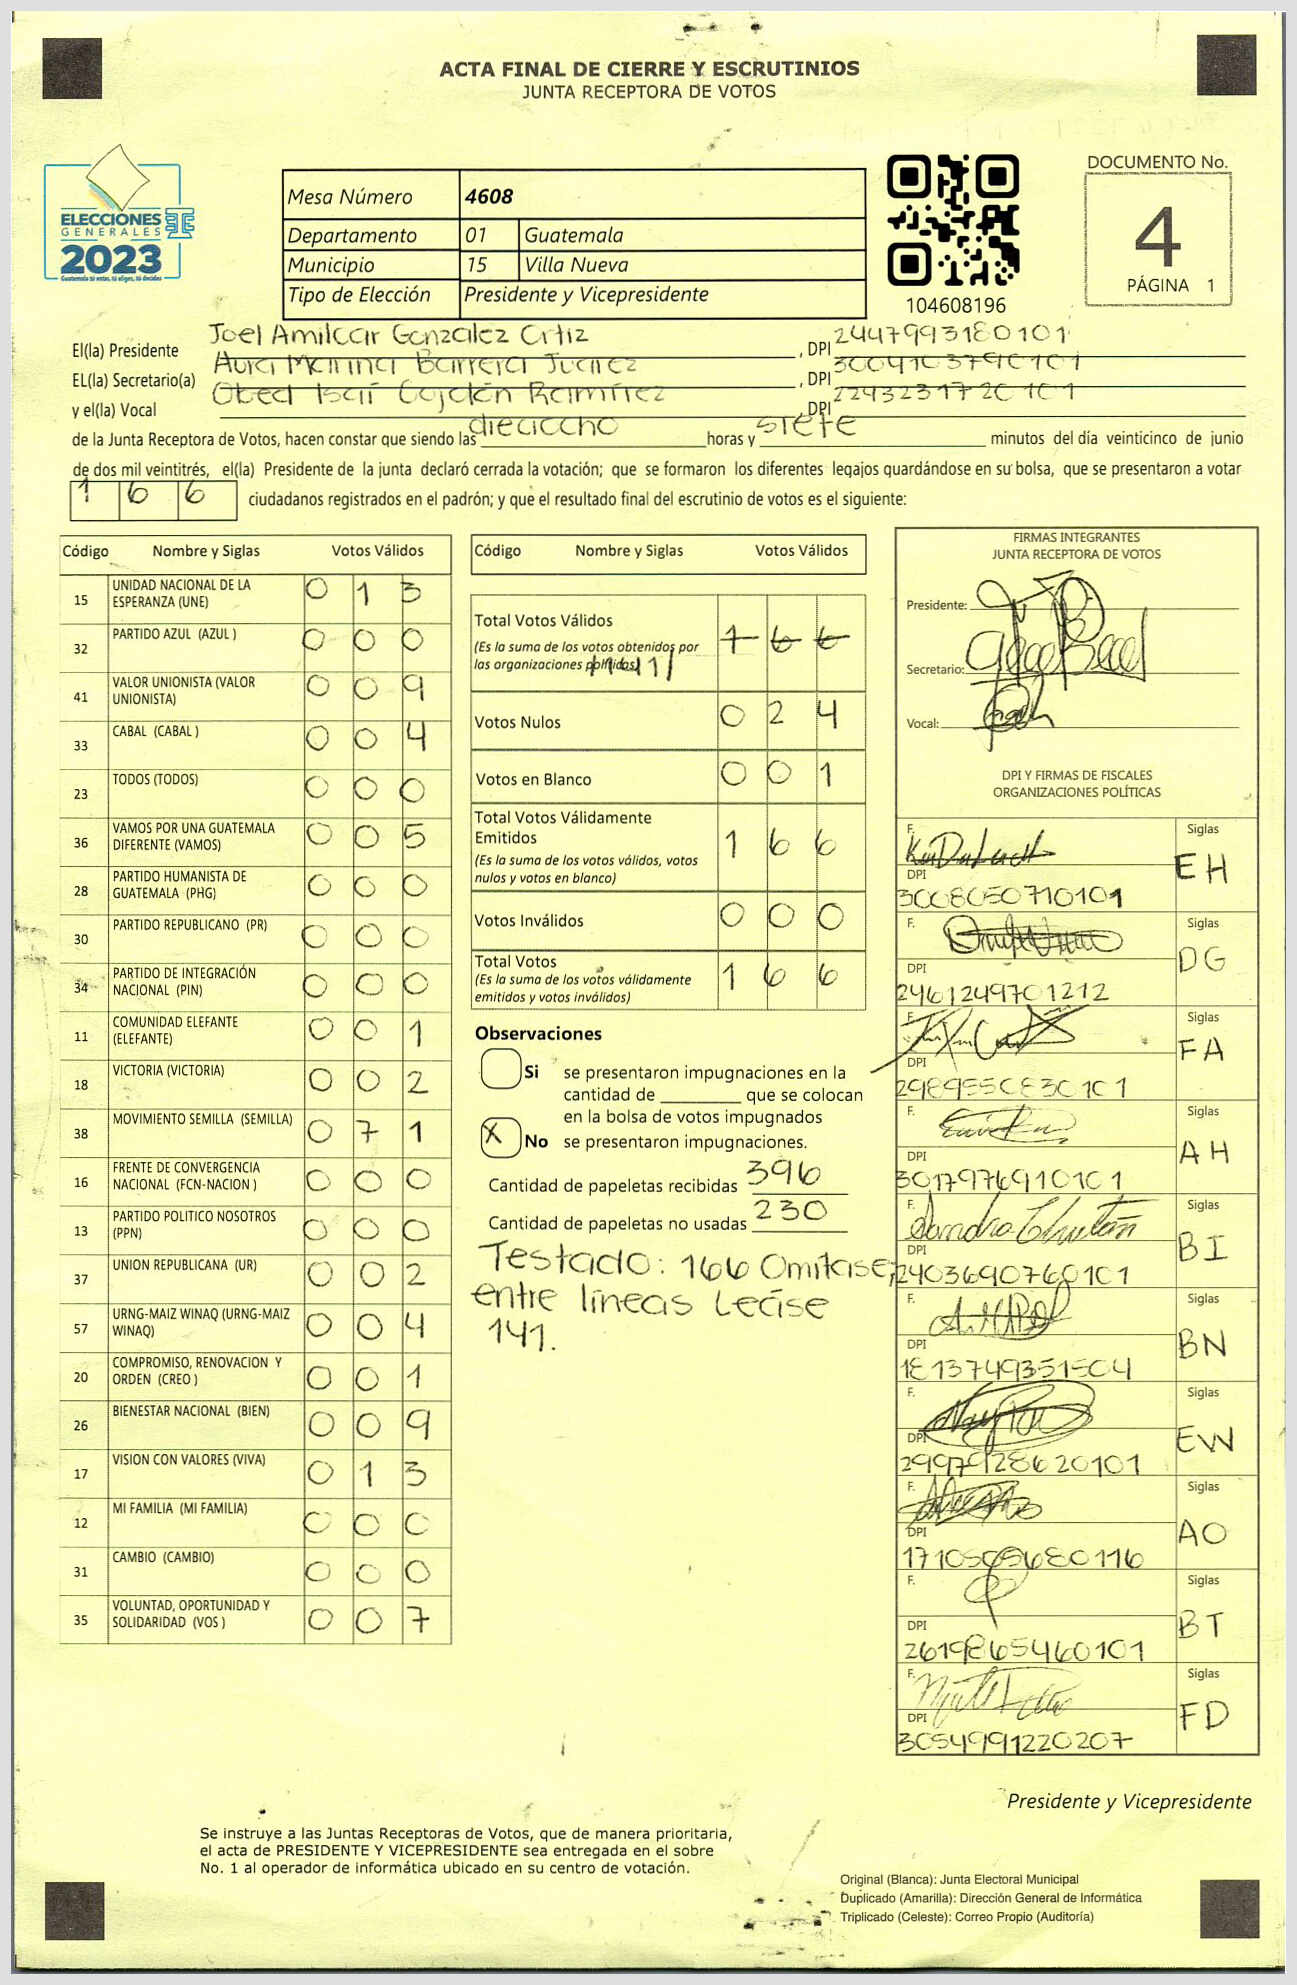 ACTA FINAL DE CIERRE Y ESCRUTINIOS
JUNTA RECEPTORA DE VOTOS
ELECCIONES
GENERALES
2023
Guatemala tú votas, tú eliges, tú decides
Mesa Número 4608
Departamento 01 Guatemala
Municipio 15 Villa Nueva
Tipo de Elección Presidente y Vicepresidente
104608196
DOCUMENTO No.
4
PÁGINA 1
El(la) Presidente Joel Amilcar González Ortiz, DPI 2447993180101
EL(la) Secretario(a) Aura Marina Barrera Juárez, DPI 3004103790101
y el(la) Vocal Obed Isaí Gajdán Ramírez, DPI 2243231720101
de la Junta Receptora de Votos, hacen constar que siendo las dieciocho horas y siete minutos del día veinticinco de junio
de dos mil veintitrés, el(la) Presidente de la junta declaró cerrada la votación; que se formaron los diferentes legajos guardándose en su bolsa, que se presentaron a votar
1 6 6 ciudadanos registrados en el padrón; y que el resultado final del escrutinio de votos es el siguiente:
Código Nombre y Siglas Votos Válidos
15 UNIDAD NACIONAL DE LA ESPERANZA (UNE) 0 1 3
32 PARTIDO AZUL (AZUL ) 0 0 0
41 VALOR UNIONISTA (VALOR UNIONISTA) 0 0 9
33 CABAL (CABAL ) 0 0 4
23 TODOS (TODOS) 0 0 0
36 VAMOS POR UNA GUATEMALA DIFERENTE (VAMOS) 0 0 5
28 PARTIDO HUMANISTA DE GUATEMALA (PHG) 0 0 0
30 PARTIDO REPUBLICANO (PR) 0 0 0
34 PARTIDO DE INTEGRACIÓN NACIONAL (PIN) 0 0 0
11 COMUNIDAD ELEFANTE (ELEFANTE) 0 0 1
18 VICTORIA (VICTORIA) 0 0 2
38 MOVIMIENTO SEMILLA (SEMILLA) 0 7 1
16 FRENTE DE CONVERGENCIA NACIONAL (FCN-NACION ) 0 0 0
13 PARTIDO POLITICO NOSOTROS (PPN) 0 0 0
37 UNION REPUBLICANA (UR) 0 0 2
57 URNG-MAIZ WINAQ (URNG-MAIZ WINAQ) 0 0 4
20 COMPROMISO, RENOVACION Y ORDEN (CREO ) 0 0 1
26 BIENESTAR NACIONAL (BIEN) 0 0 9
17 VISION CON VALORES (VIVA) 0 1 3
12 MI FAMILIA (MI FAMILIA) 0 0 0
31 CAMBIO (CAMBIO) 0 0 0
35 VOLUNTAD, OPORTUNIDAD Y SOLIDARIDAD (VOS ) 0 0 7
Código Nombre y Siglas Votos Válidos
Total Votos Válidos 1 6 6
(Es la suma de los votos obtenidos por
las organizaciones políticas) 141
Votos Nulos 0 2 4
Votos en Blanco 0 0 1
Total Votos Válidamente Emitidos 1 6 6
(Es la suma de los votos válidos, votos
nulos y votos en blanco)
Votos Inválidos 0 0 0
Total Votos 1 6 6
(Es la suma de los votos válidamente
emitidos y votos inválidos)
Observaciones
Si se presentaron impugnaciones en la
cantidad de que se colocan
en la bolsa de votos impugnados
X No se presentaron impugnaciones.
Cantidad de papeletas recibidas 396
Cantidad de papeletas no usadas 230
Testado: 166 Omitase;
entre líneas Léase
141.
FIRMAS INTEGRANTES
JUNTA RECEPTORA DE VOTOS
Presidente:
Secretario:
Vocal:
DPI Y FIRMAS DE FISCALES
ORGANIZACIONES POLÍTICAS
F. Siglas EH
DPI 3008050710101
F. Siglas DG
DPI 2461249701212
F. Siglas FA
DPI 2989550830101
F. Siglas AH
DPI 3017976910101
F. Sandra Siglas BI
DPI 2403690760101
F. Siglas BN
DPI 1813749351504
F. Siglas EW
DPI 2997928620101
F. Siglas AO
DPI 1710505680116
F. Siglas BT
DPI 2619865460101
F. Siglas FD
DPI 3054991220207
Presidente y Vicepresidente
Se instruye a las Juntas Receptoras de Votos, que de manera prioritaria,
el acta de PRESIDENTE Y VICEPRESIDENTE sea entregada en el sobre
No. 1 al operador de informática ubicado en su centro de votación.
Original (Blanca): Junta Electoral Municipal
Duplicado (Amarilla): Dirección General de Informática
Triplicado (Celeste): Correo Propio (Auditoría)